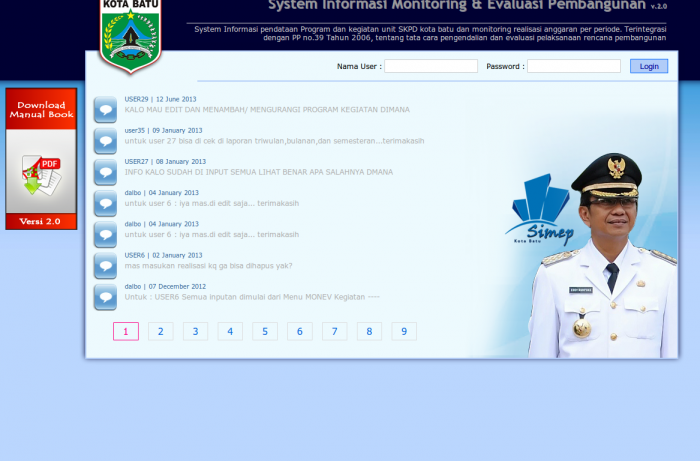 KOTA BATU
System Informasi Monitoring & Evaluasi Pembangunan v.2.0
System Informasi pendataan Program dan kegiatan unit SKPD kota batu dan monitoring realisasi anggaran per periode. Terintegrasi
dengan PP no.39 Tahun 2006, tentang tata cara pengendalian dan evaluasi pelaksanaan rencana pembangunan
Nama User : Password : Login
Download
Manual Book
PDF
Versi 2.0
USER29 | 12 June 2013
KALO MAU EDIT DAN MENAMBAH/ MENGURANGI PROGRAM KEGIATAN DIMANA
user35 | 09 January 2013
untuk user 27 bisa di cek di laporan triwulan,bulanan,dan semesteran...terimakasih
USER27 | 08 January 2013
INFO KALO SUDAH DI INPUT SEMUA LIHAT BENAR APA SALAHNYA DMANA
dalbo | 04 January 2013
untuk user 6 : iya mas.di edit saja... terimakasih
dalbo | 04 January 2013
untuk user 6 : iya mas.di edit saja... terimakasih
USER6 | 02 January 2013
mas masukan realisasi kq ga bisa dihapus yak?
dalbo | 07 December 2012
Untuk : USER6 Semua inputan dimulai dari Menu MONEV Kegiatan ----
1 2 3 4 5 6 7 8 9
Simep
Kota Batu